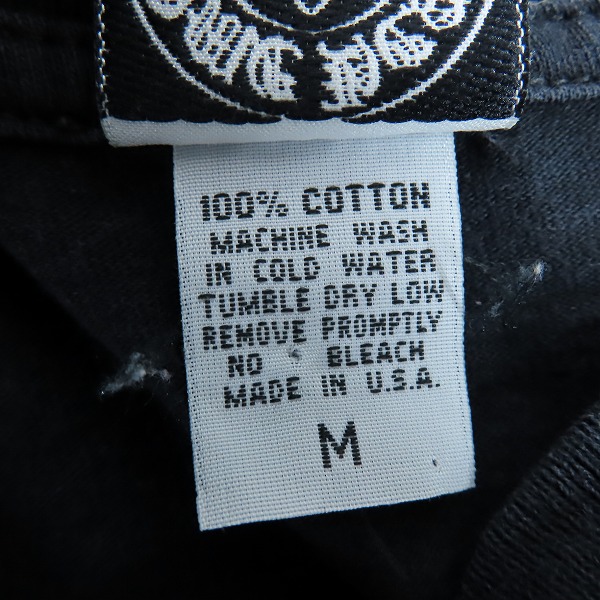 100% COTTON
MACHINE WASH
IN COLD WATER
TUMBLE DRY LOW
REMOVE PROMPTLY
NO BLEACH
MADE IN U.S.A.
M